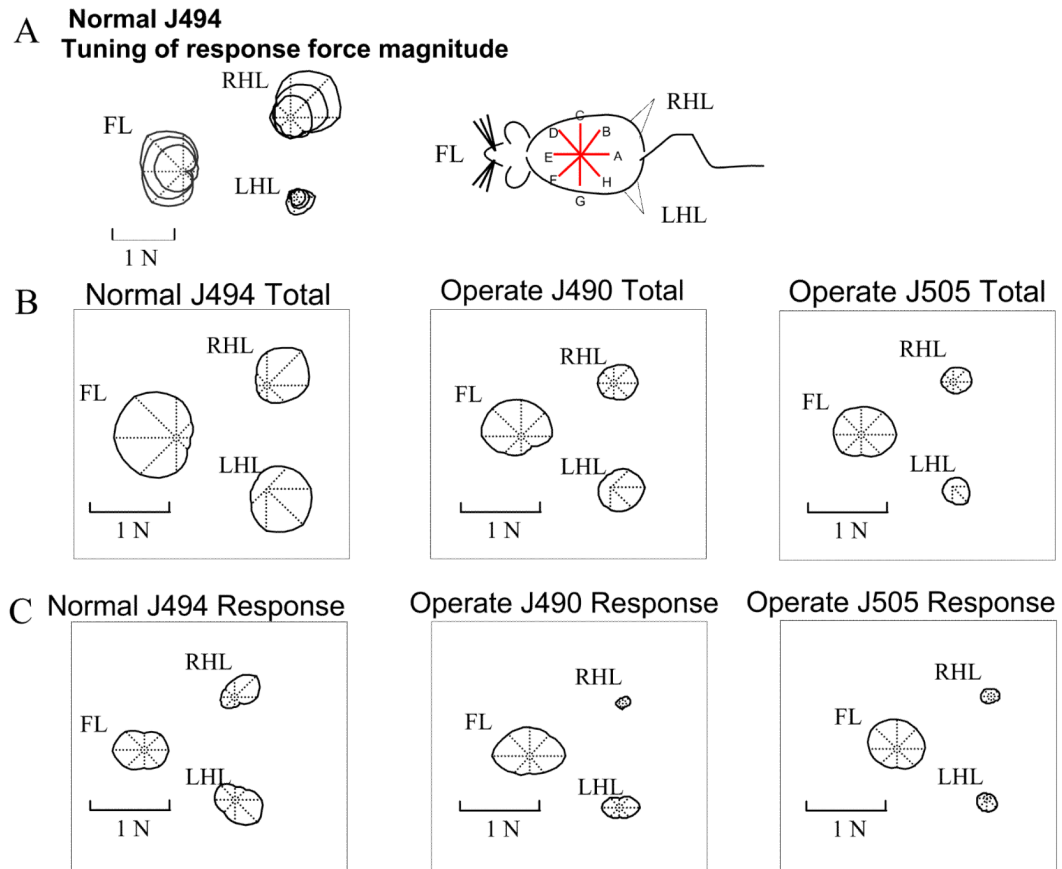 A
Normal J494
Tuning of response force magnitude
RHL
FL
LHL
1 N
FL
RHL
LHL
A
B
C
D
E
F
G
H
B
Normal J494 Total
RHL
FL
LHL
1 N
Operate J490 Total
RHL
FL
LHL
1 N
Operate J505 Total
RHL
FL
LHL
1 N
C
Normal J494 Response
RHL
FL
LHL
1 N
Operate J490 Response
RHL
FL
LHL
1 N
Operate J505 Response
RHL
FL
LHL
1 N